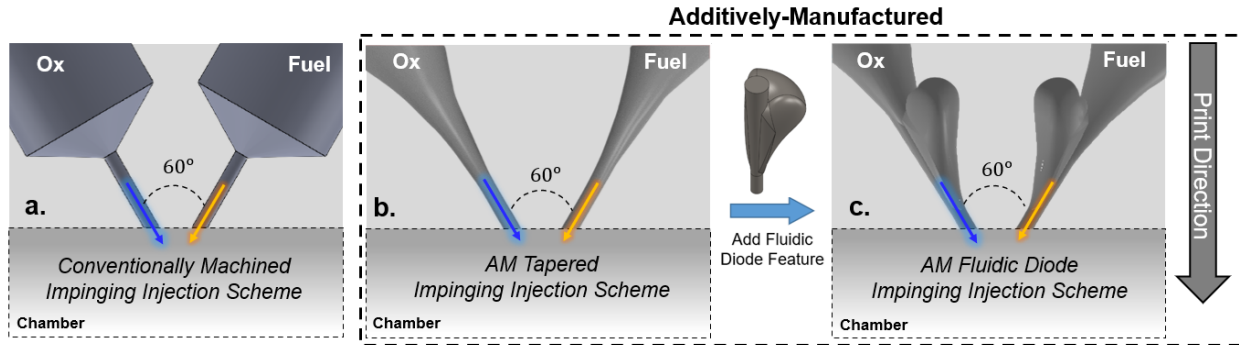 Additively-Manufactured
Ox
Fuel
60°
a.
Conventionally Machined
Impinging Injection Scheme
Chamber
Ox
Fuel
60°
b.
AM Tapered
Impinging Injection Scheme
Chamber
Add Fluidic
Diode Feature
Ox
Fuel
60°
c.
AM Fluidic Diode
Impinging Injection Scheme
Chamber
Print Direction